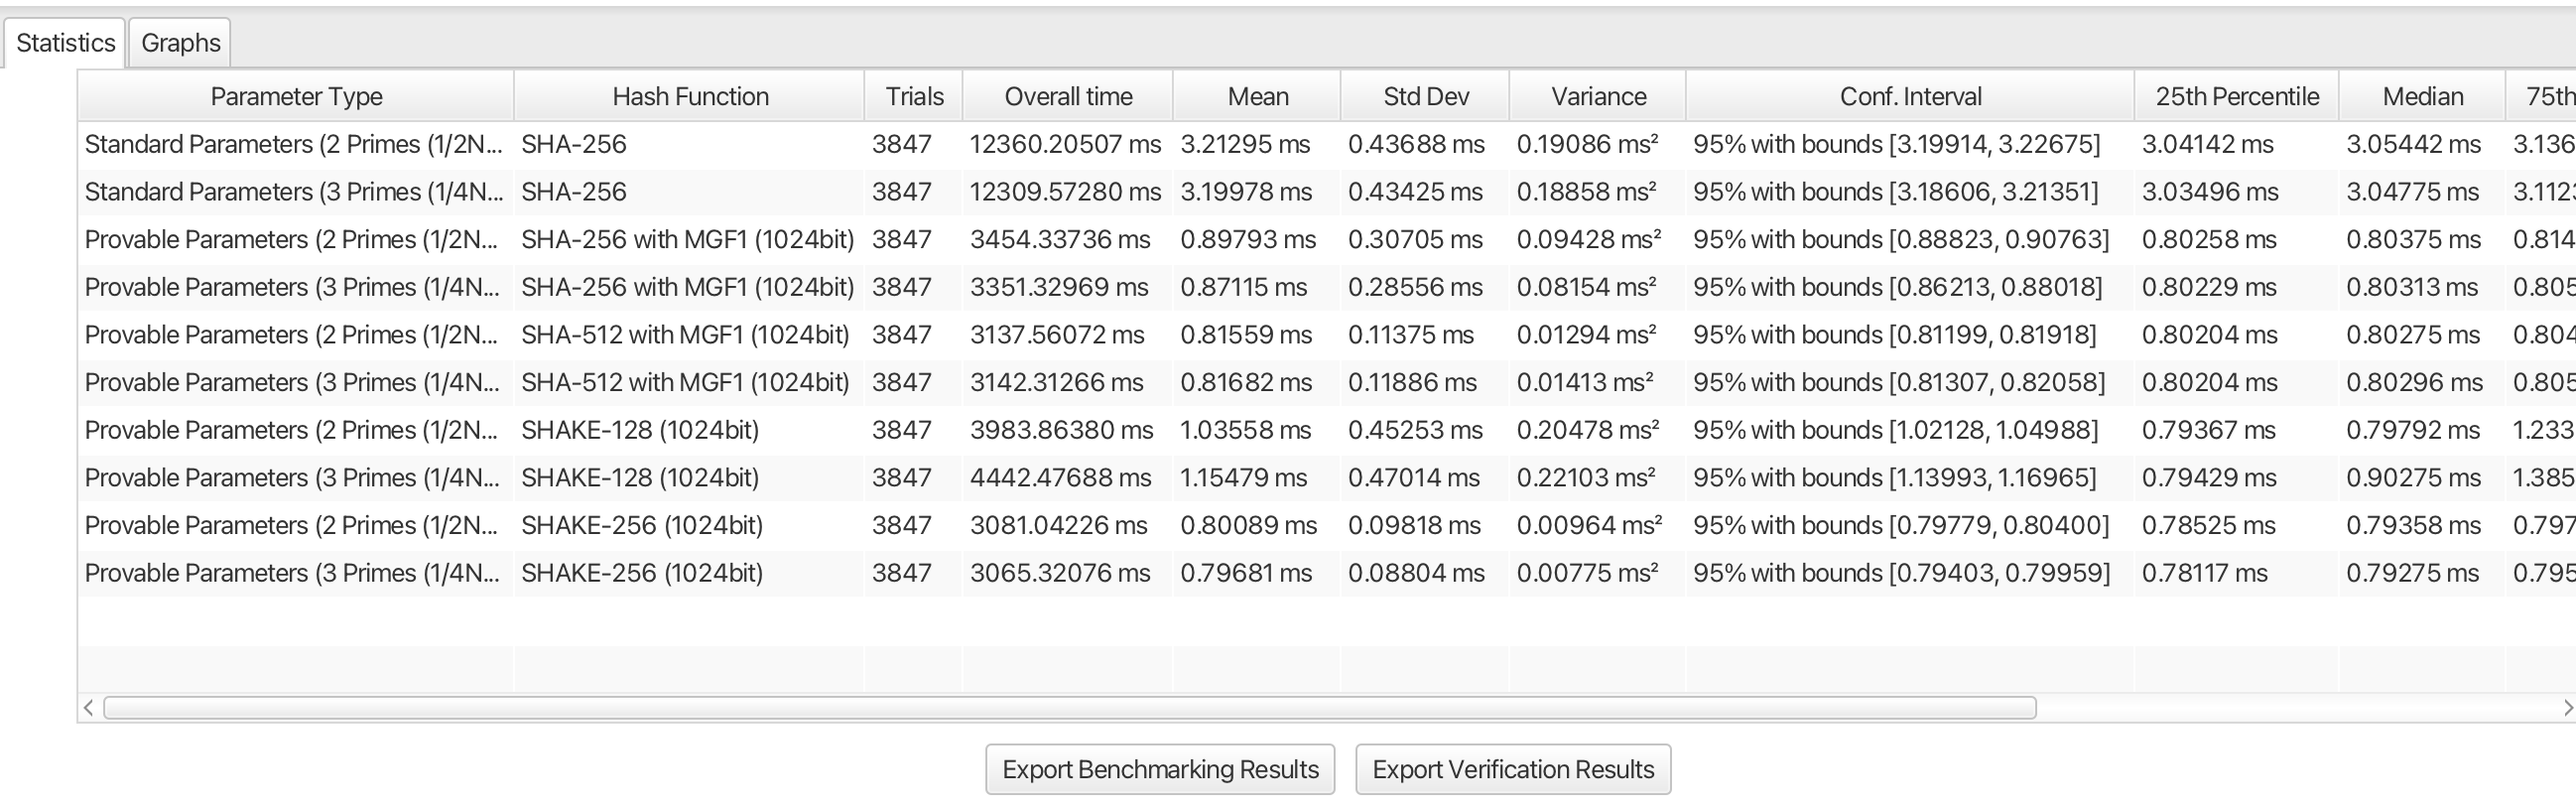 Statistics Graphs
Parameter Type Hash Function Trials Overall time Mean Std Dev Variance Conf. Interval 25th Percentile Median 75th
Standard Parameters (2 Primes (1/2N... SHA-256 3847 12360.20507 ms 3.21295 ms 0.43688 ms 0.19086 ms² 95% with bounds [3.19914, 3.22675] 3.04142 ms 3.05442 ms 3.136
Standard Parameters (3 Primes (1/4N... SHA-256 3847 12309.57280 ms 3.19978 ms 0.43425 ms 0.18858 ms² 95% with bounds [3.18606, 3.21351] 3.03496 ms 3.04775 ms 3.112
Provable Parameters (2 Primes (1/2N... SHA-256 with MGF1 (1024bit) 3847 3454.33736 ms 0.89793 ms 0.30705 ms 0.09428 ms² 95% with bounds [0.88823, 0.90763] 0.80258 ms 0.80375 ms 0.814
Provable Parameters (3 Primes (1/4N... SHA-256 with MGF1 (1024bit) 3847 3351.32969 ms 0.87115 ms 0.28556 ms 0.08154 ms² 95% with bounds [0.86213, 0.88018] 0.80229 ms 0.80313 ms 0.805
Provable Parameters (2 Primes (1/2N... SHA-512 with MGF1 (1024bit) 3847 3137.56072 ms 0.81559 ms 0.11375 ms 0.01294 ms² 95% with bounds [0.81199, 0.81918] 0.80204 ms 0.80275 ms 0.804
Provable Parameters (3 Primes (1/4N... SHA-512 with MGF1 (1024bit) 3847 3142.31266 ms 0.81682 ms 0.11886 ms 0.01413 ms² 95% with bounds [0.81307, 0.82058] 0.80204 ms 0.80296 ms 0.805
Provable Parameters (2 Primes (1/2N... SHAKE-128 (1024bit) 3847 3983.86380 ms 1.03558 ms 0.45253 ms 0.20478 ms² 95% with bounds [1.02128, 1.04988] 0.79367 ms 0.79792 ms 1.233
Provable Parameters (3 Primes (1/4N... SHAKE-128 (1024bit) 3847 4442.47688 ms 1.15479 ms 0.47014 ms 0.22103 ms² 95% with bounds [1.13993, 1.16965] 0.79429 ms 0.90275 ms 1.385
Provable Parameters (2 Primes (1/2N... SHAKE-256 (1024bit) 3847 3081.04226 ms 0.80089 ms 0.09818 ms 0.00964 ms² 95% with bounds [0.79779, 0.80400] 0.78525 ms 0.79358 ms 0.797
Provable Parameters (3 Primes (1/4N... SHAKE-256 (1024bit) 3847 3065.32076 ms 0.79681 ms 0.08804 ms 0.00775 ms² 95% with bounds [0.79403, 0.79959] 0.78117 ms 0.79275 ms 0.795
Export Benchmarking Results Export Verification Results